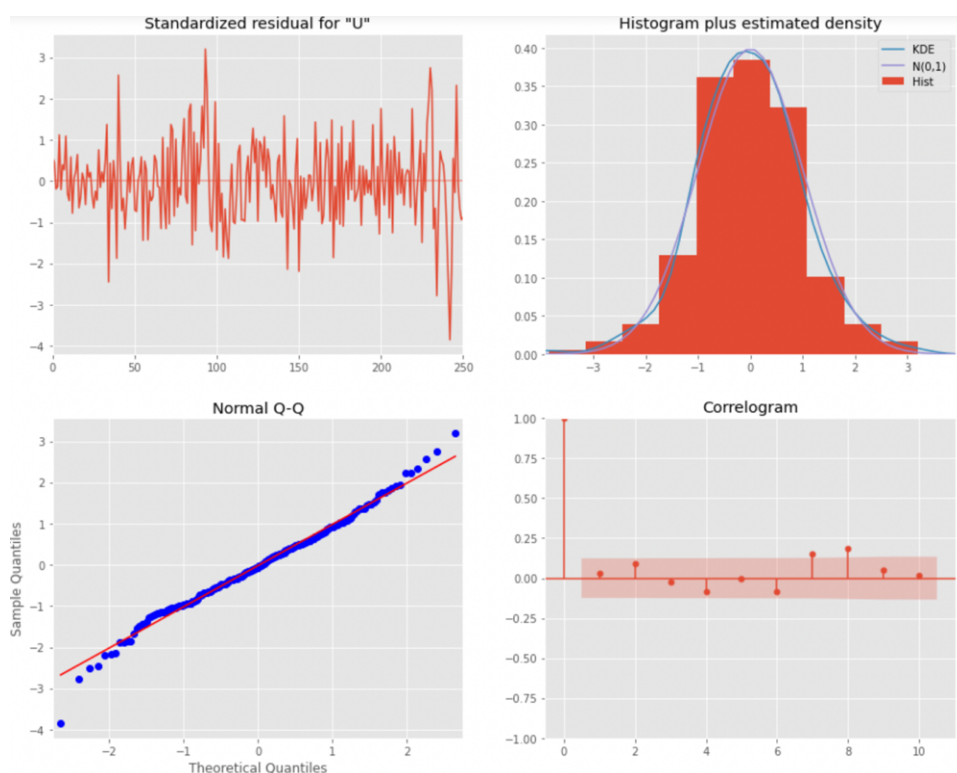 Standardized residual for "U"
3
2
1
0
−1
−2
−3
−4
0 50 100 150 200 250
Histogram plus estimated density
KDE
N(0,1)
Hist
0.40
0.35
0.30
0.25
0.20
0.15
0.10
0.05
0.00
−3 −2 −1 0 1 2 3
Normal Q-Q
Sample Quantiles
3
2
1
0
−1
−2
−3
−4
−2 −1 0 1 2
Theoretical Quantiles
Correlogram
1.00
0.75
0.50
0.25
0.00
−0.25
−0.50
−0.75
−1.00
0 2 4 6 8 10